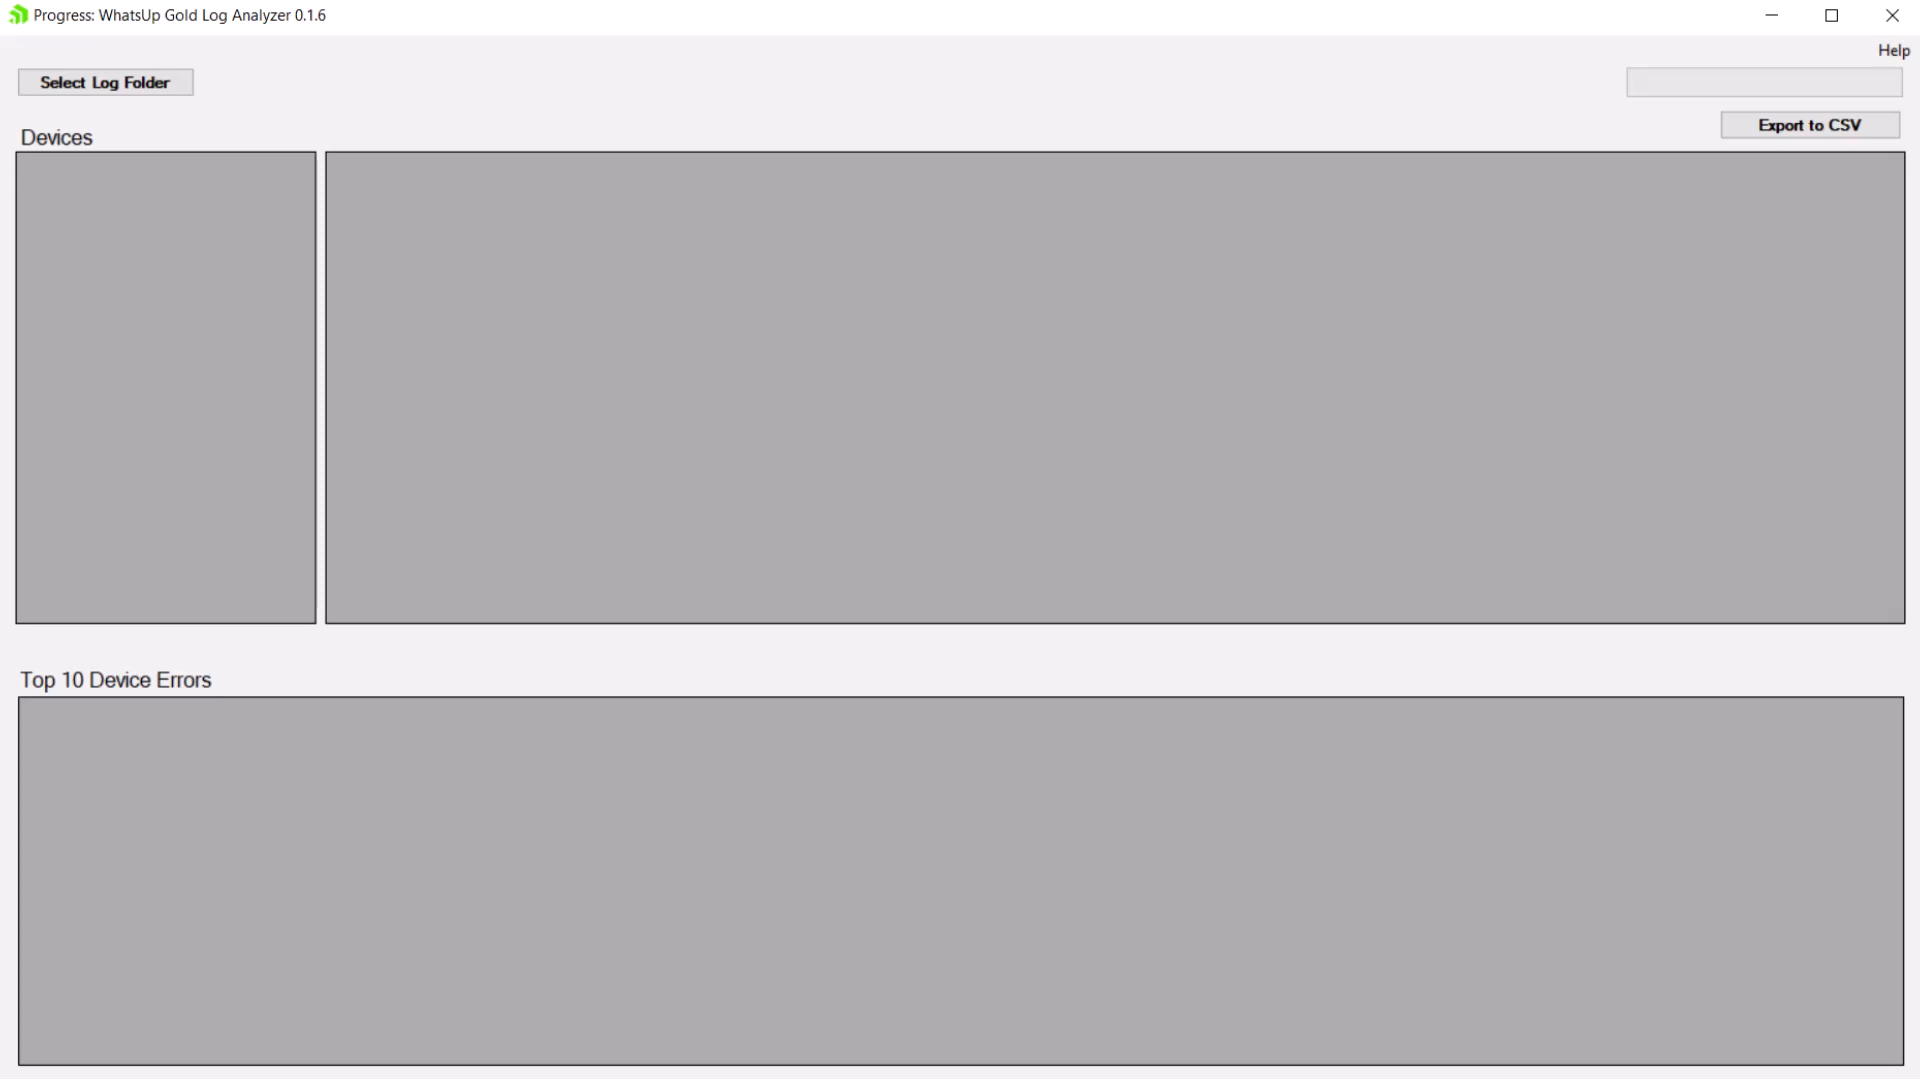 Progress: WhatsUp Gold Log Analyzer 0.1.6
Help
Select Log Folder
Export to CSV
Devices
Top 10 Device Errors